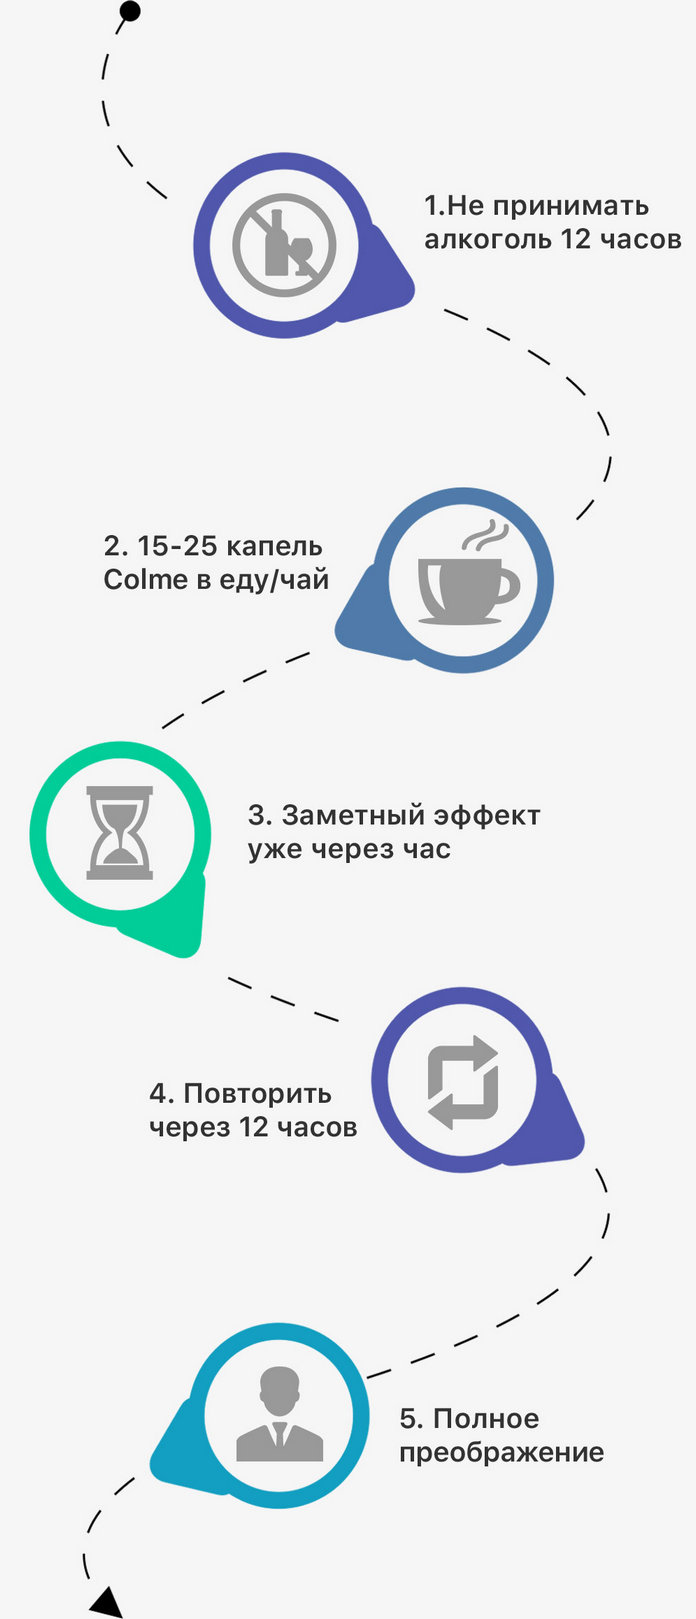 1.Не принимать
алкоголь 12 часов
2. 15-25 капель
Colme в еду/чай
3. Заметный эффект
уже через час
4. Повторить
через 12 часов
5. Полное
преображение